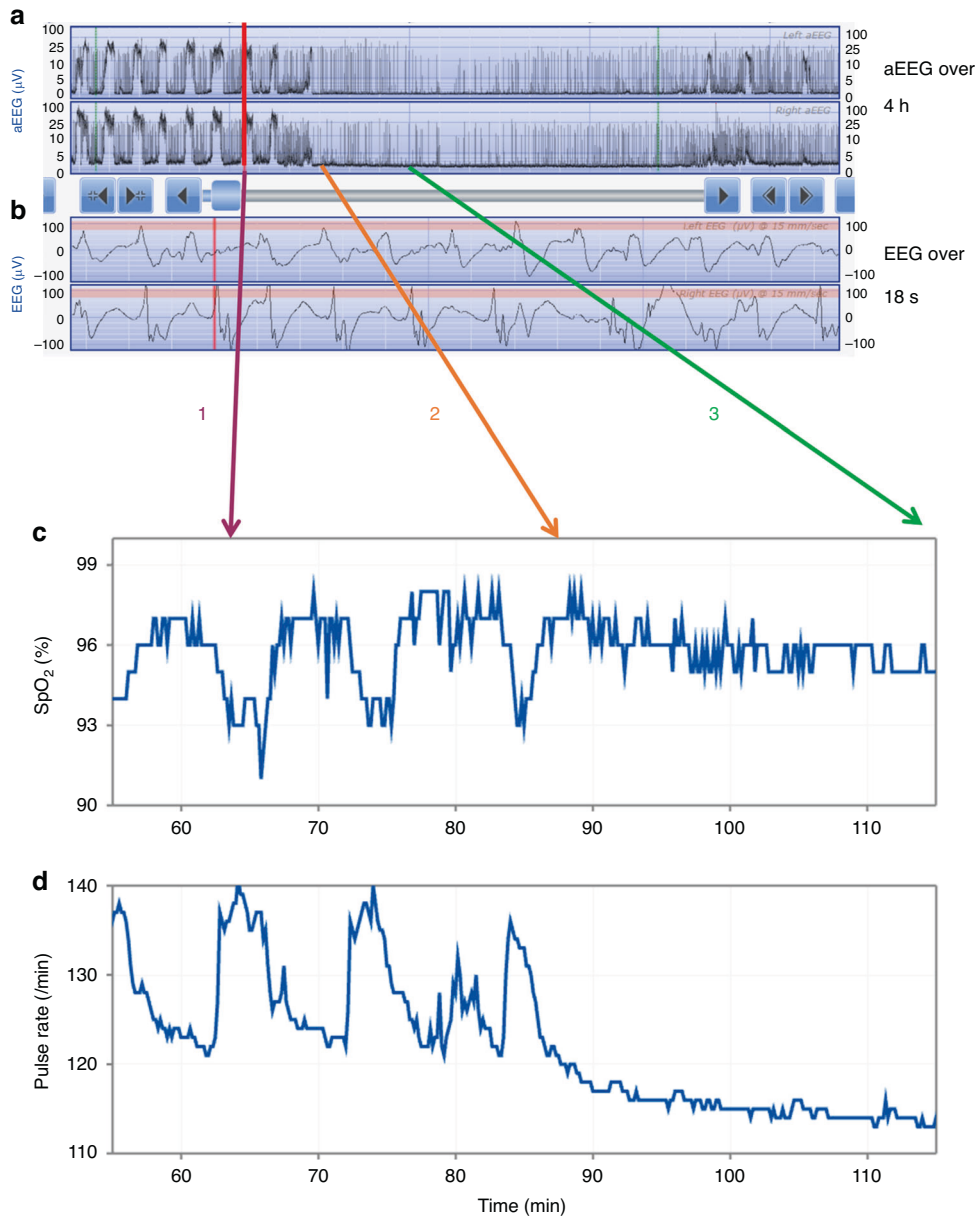 a
100
25
10
5
0
Left aEEG
100
25
10
5
0
aEEG (µV)
100
25
10
5
0
Right aEEG
100
25
10
5
0
aEEG over
4 h
b
100
0
−100
Left EEG (µV) @ 15 mm/sec
100
0
−100
EEG (µV)
100
0
−100
Right EEG (µV) @ 15 mm/sec
100
0
−100
EEG over
18 s
1
2
3
c
99
96
93
90
SpO2 (%)
60 70 80 90 100 110
d
140
130
120
110
Pulse rate (/min)
60 70 80 90 100 110
Time (min)